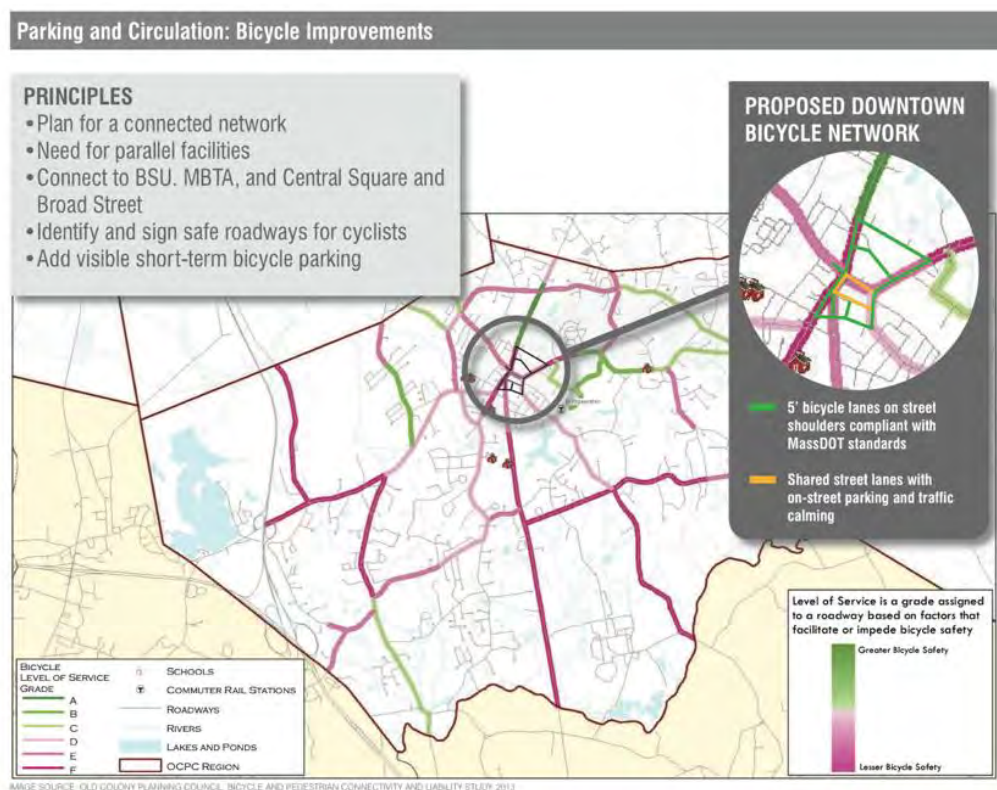 Parking and Circulation: Bicycle Improvements
PRINCIPLES
• Plan for a connected network
• Need for parallel facilities
• Connect to BSU. MBTA, and Central Square and
Broad Street
• Identify and sign safe roadways for cyclists
• Add visible short-term bicycle parking
PROPOSED DOWNTOWN
BICYCLE NETWORK
5' bicycle lanes on street
shoulders compliant with
MassDOT standards
Shared street lanes with
on-street parking and traffic
calming
Level of Service is a grade assigned
to a roadway based on factors that
facilitate or impede bicycle safety
Greater Bicycle Safety
Lesser Bicycle Safety
BICYCLE
LEVEL OF SERVICE
GRADE
A
B
C
D
E
F
SCHOOLS
COMMUTER RAIL STATIONS
ROADWAYS
RIVERS
LAKES AND PONDS
OCPC REGION
IMAGE SOURCE: OLD COLONY PLANNING COUNCIL, BICYCLE AND PEDESTRIAN CONNECTIVITY AND LIABILITY STUDY, 2013